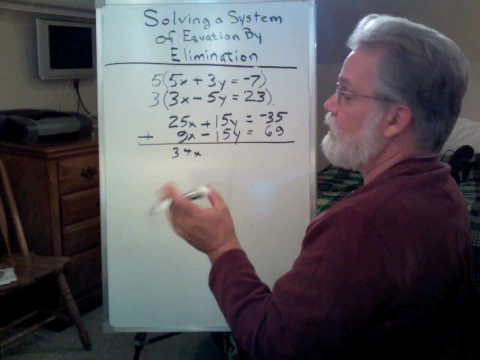 Solving a System
of Equation By
Elimination
5(5x + 3y = -7)
3(3x - 5y = 23)
25x + 15y = -35
+ 9x - 15y = 69
34x